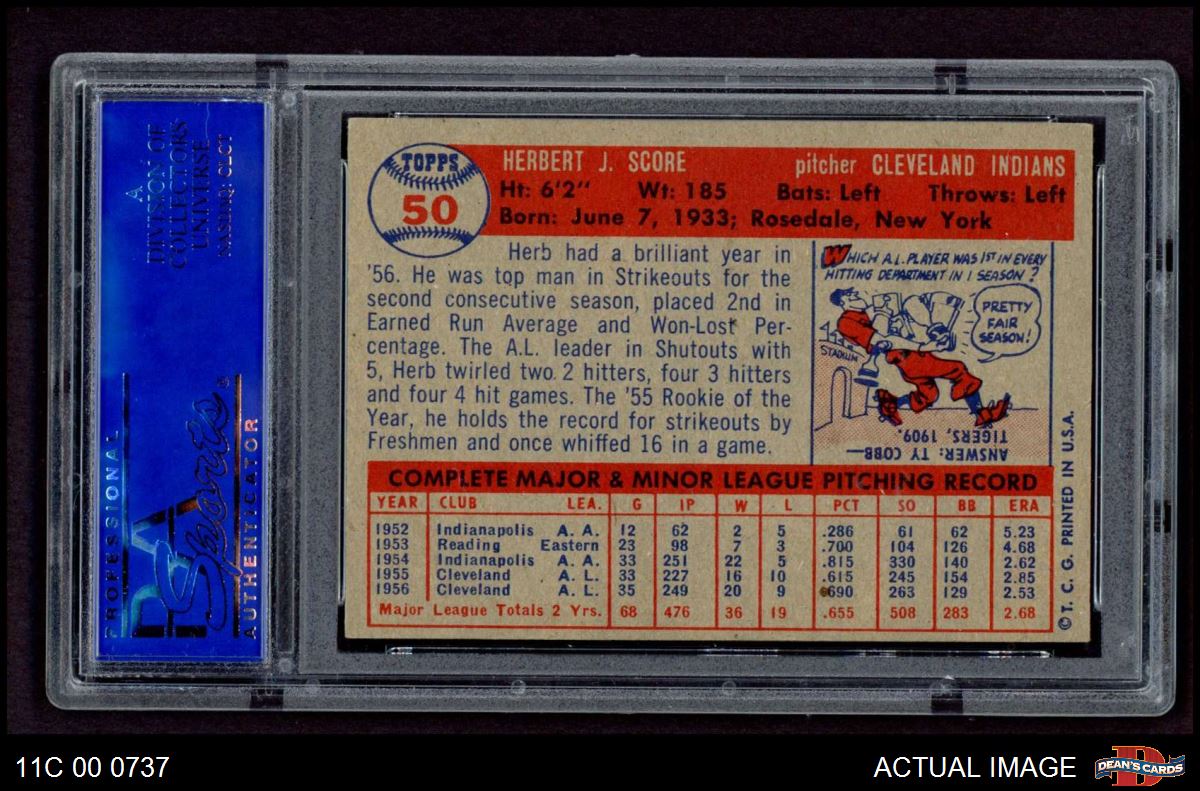 A
DIVISION OF
COLLECTORS
UNIVERSE
NASDAQ: CLCT
PROFESSIONAL
PSA
Sports
AUTHENTICATOR
TOPPS
50
HERBERT J. SCORE pitcher CLEVELAND INDIANS
Ht: 6'2" Wt: 185 Bats: Left Throws: Left
Born: June 7, 1933; Rosedale, New York
Herb had a brilliant year in
'56. He was top man in Strikeouts for the
second consecutive season, placed 2nd in
Earned Run Average and Won-Lost Per-
centage. The A.L. leader in Shutouts with
5, Herb twirled two 2 hitters, four 3 hitters
and four 4 hit games. The '55 Rookie of the
Year, he holds the record for strikeouts by
Freshmen and once whiffed 16 in a game.
WHICH A.L. PLAYER WAS 1ST IN EVERY
HITTING DEPARTMENT IN 1 SEASON?
PRETTY
FAIR
SEASON!
STADIUM
ANSWER: TY COBB—
TIGERS, 1909.
COMPLETE MAJOR & MINOR LEAGUE PITCHING RECORD
YEAR CLUB LEA. G IP W L PCT SO BB ERA
1952 Indianapolis A. A. 12 62 2 5 .286 61 62 5.23
1953 Reading Eastern 23 98 7 3 .700 104 126 4.68
1954 Indianapolis A. A. 33 251 22 5 .815 330 140 2.62
1955 Cleveland A. L. 33 227 16 10 .615 245 154 2.85
1956 Cleveland A. L. 35 249 20 9 .690 263 129 2.53
Major League Totals 2 Yrs. 68 476 36 19 .655 508 283 2.68
© T. C. G. PRINTED IN U.S.A.
11C 00 0737
ACTUAL IMAGE
DEAN'S CARDS